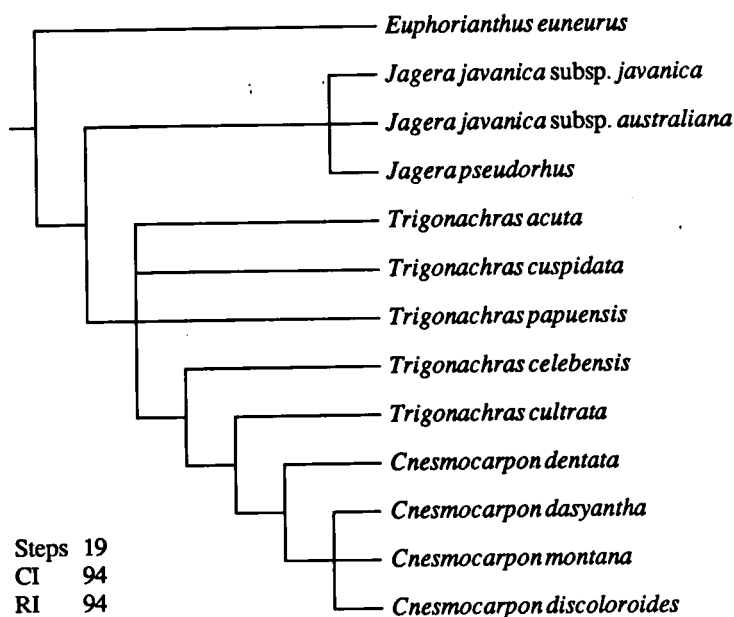 Euphorianthus euneurus
Jagera javanica subsp. javanica
Jagera javanica subsp. australiana
Jagera pseudorhus
Trigonachras acuta
Trigonachras cuspidata
Trigonachras papuensis
Trigonachras celebensis
Trigonachras cultrata
Cnesmocarpon dentata
Cnesmocarpon dasyantha
Cnesmocarpon montana
Cnesmocarpon discoloroides
Steps 19
CI 94
RI 94